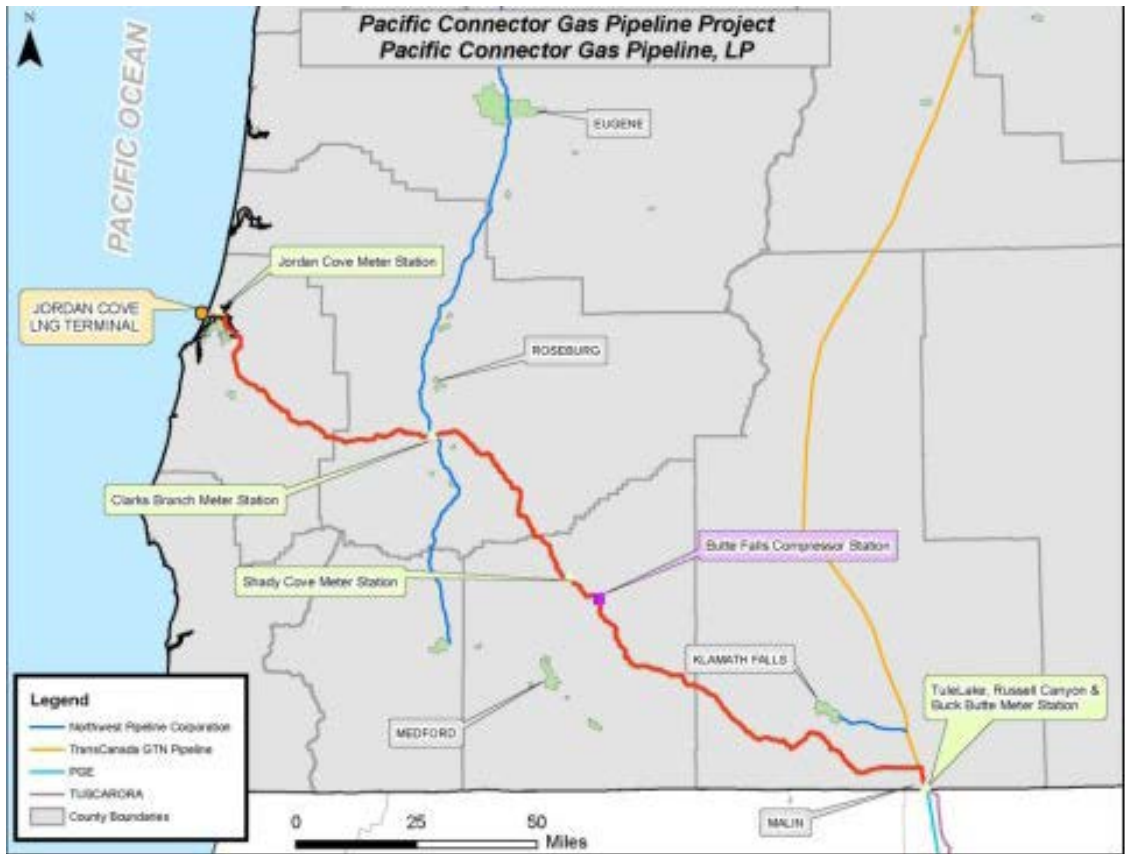 Pacific Connector Gas Pipeline Project
Pacific Connector Gas Pipeline, LP
N
PACIFIC OCEAN
EUGENE
Jordan Cove Meter Station
JORDAN COVE
LNG TERMINAL
ROSEBURG
Clarks Branch Meter Station
Butte Falls Compressor Station
Shady Cove Meter Station
KLAMATH FALLS
TuleLake, Russell Canyon &
Buck Butte Meter Station
MEDFORD
MALIN
Legend
Northwest Pipeline Corporation
TransCanada GTN Pipeline
PGE
TUSCARORA
County Boundaries
0 25 50
Miles